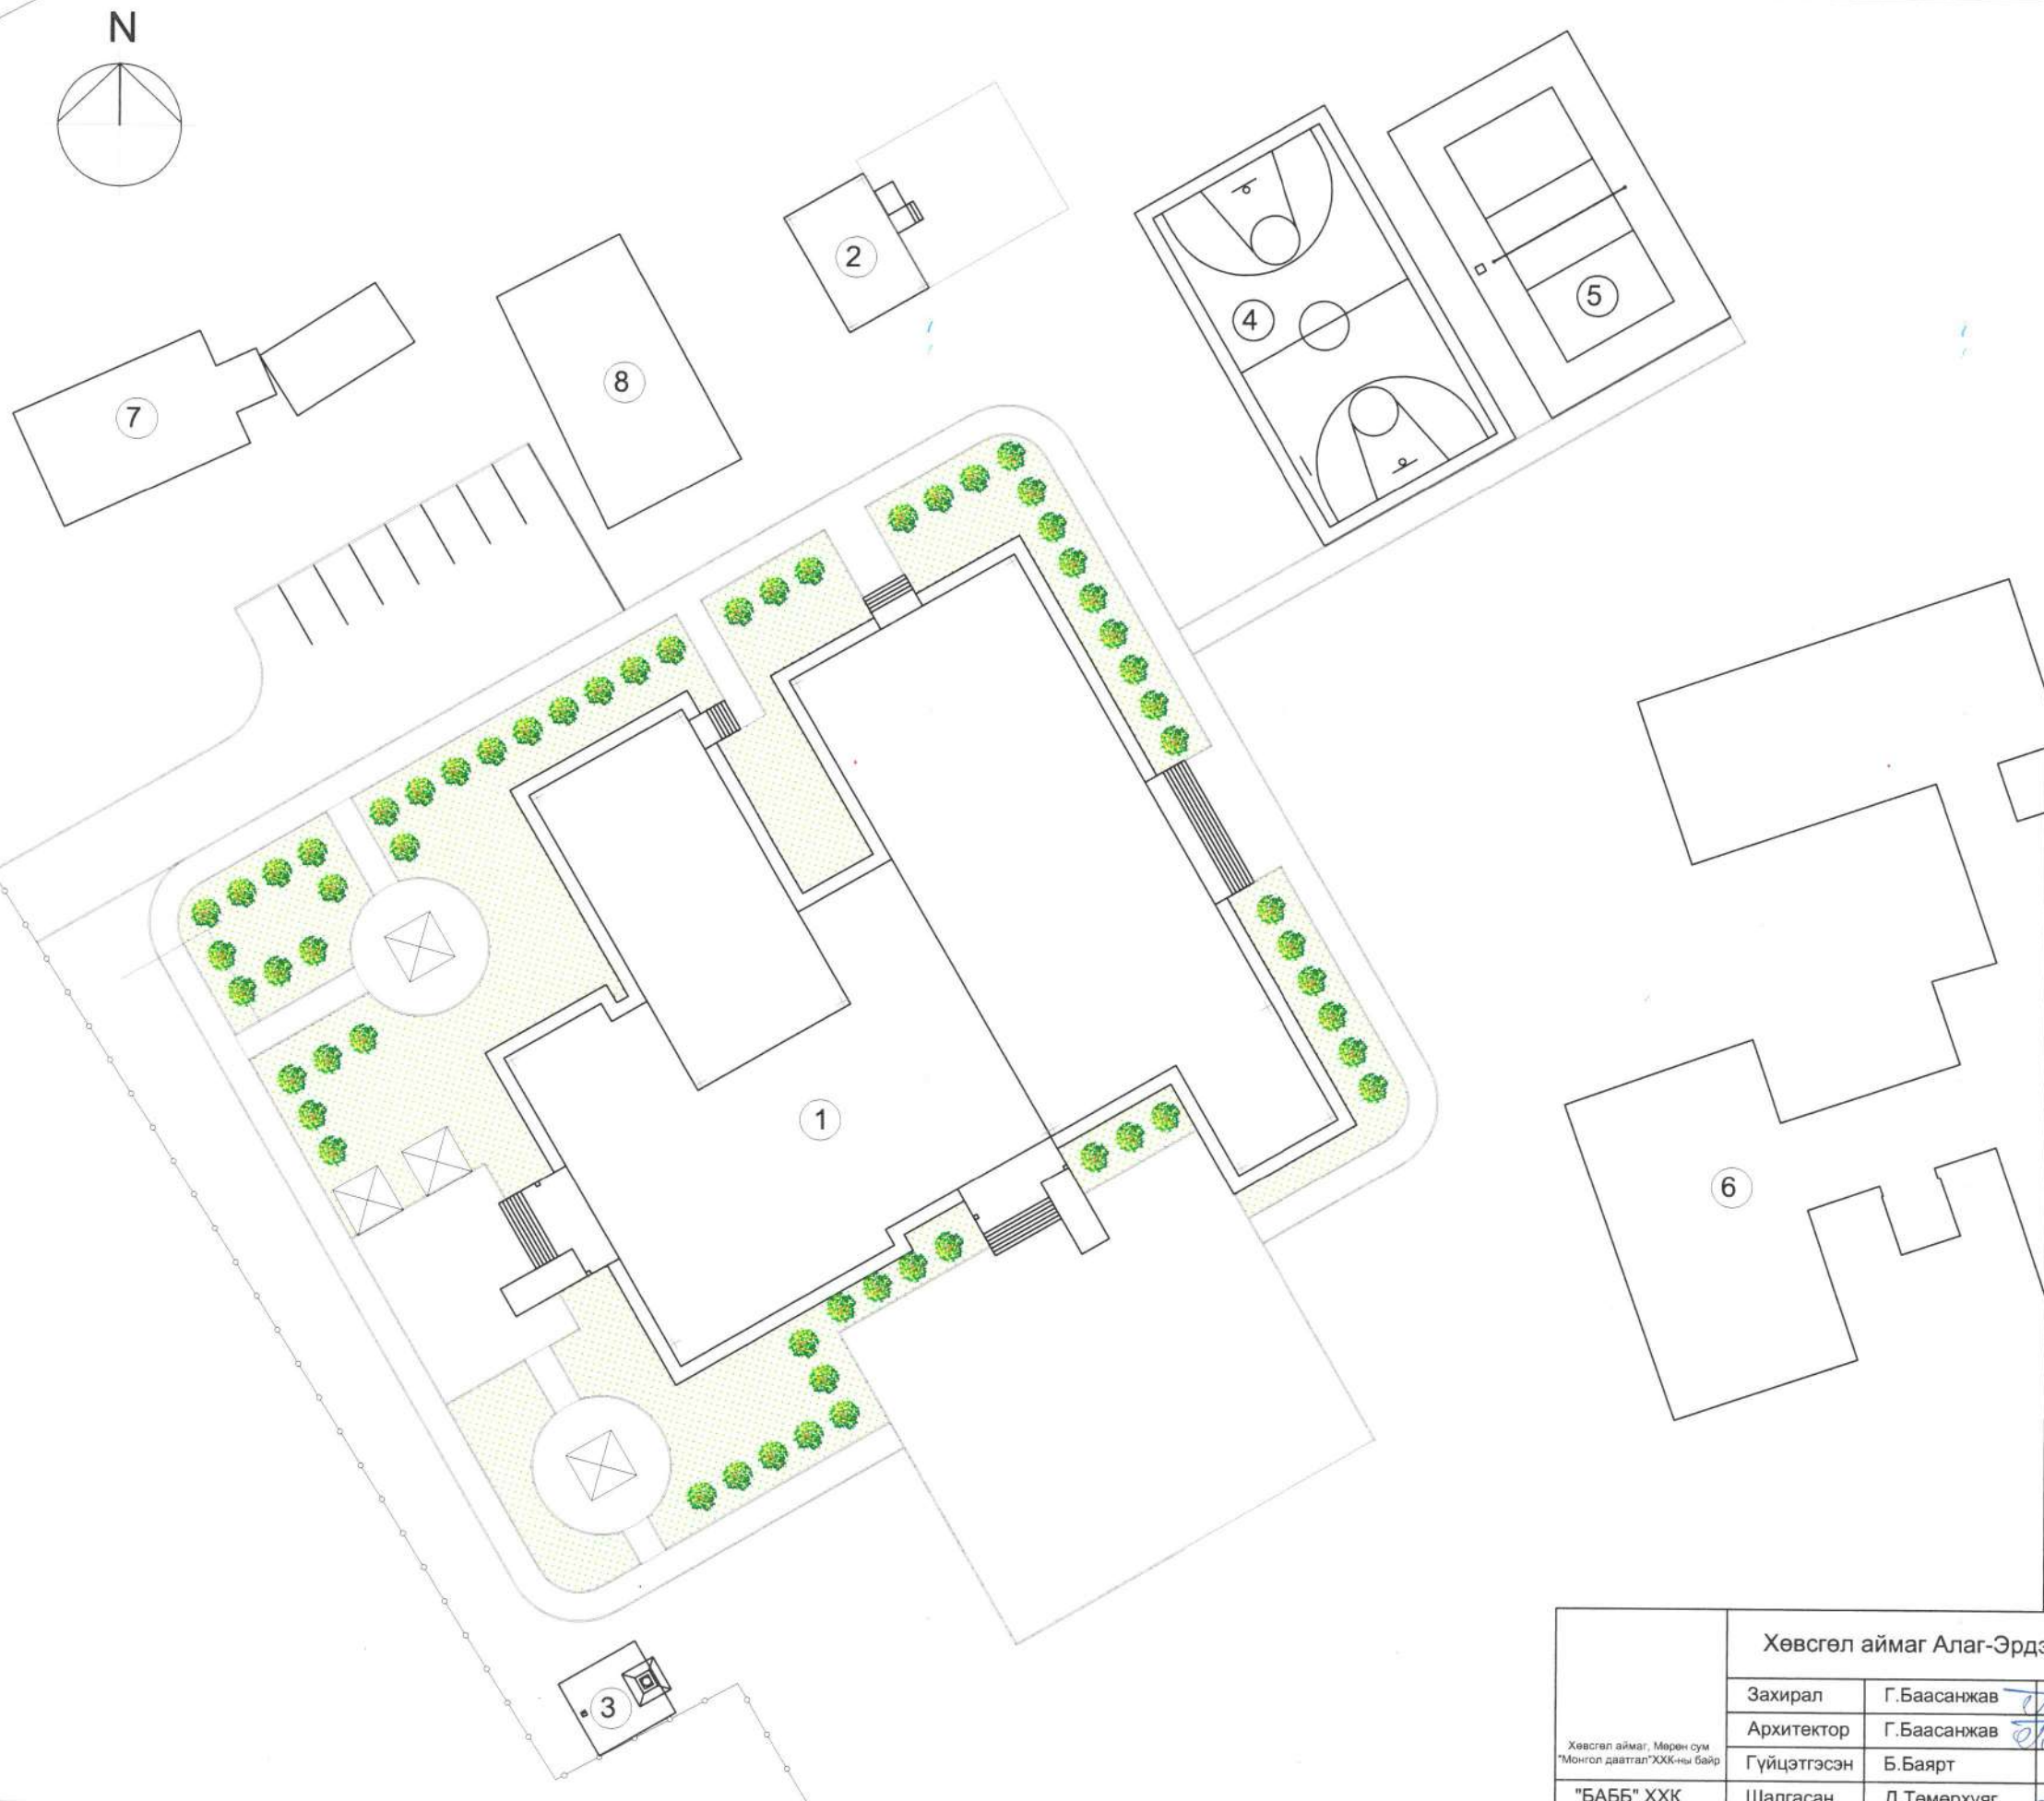 N
2
4
5
8
7
1
6
3
Хөвсгөл аймаг Алаг-Эрдэ
Захирал Г.Баасанжав
Архитектор Г.Баасанжав
Хөвсгөл аймаг, Мөрөн сум
"Монгол даатгал"ХХК-ны байр
Гүйцэтгэсэн Б.Баярт
"БАББ" ХХК Шалгасан Д.Төмөрхуяг